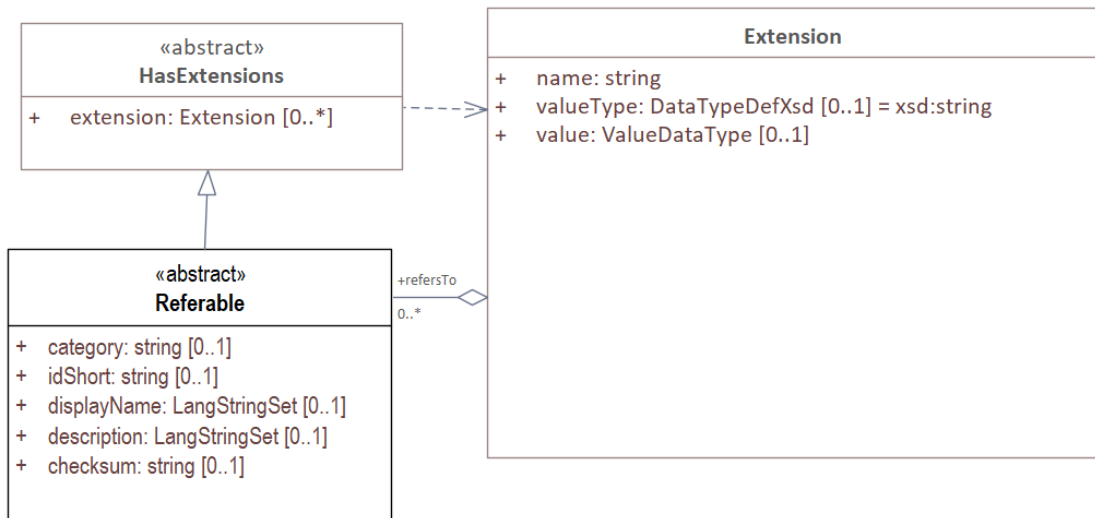 «abstract»
HasExtensions
+ extension: Extension [0..*]
Extension
+ name: string
+ valueType: DataTypeDefXsd [0..1] = xsd:string
+ value: ValueDataType [0..1]
«abstract»
Referable
+ category: string [0..1]
+ idShort: string [0..1]
+ displayName: LangStringSet [0..1]
+ description: LangStringSet [0..1]
+ checksum: string [0..1]
+refersTo
0..*